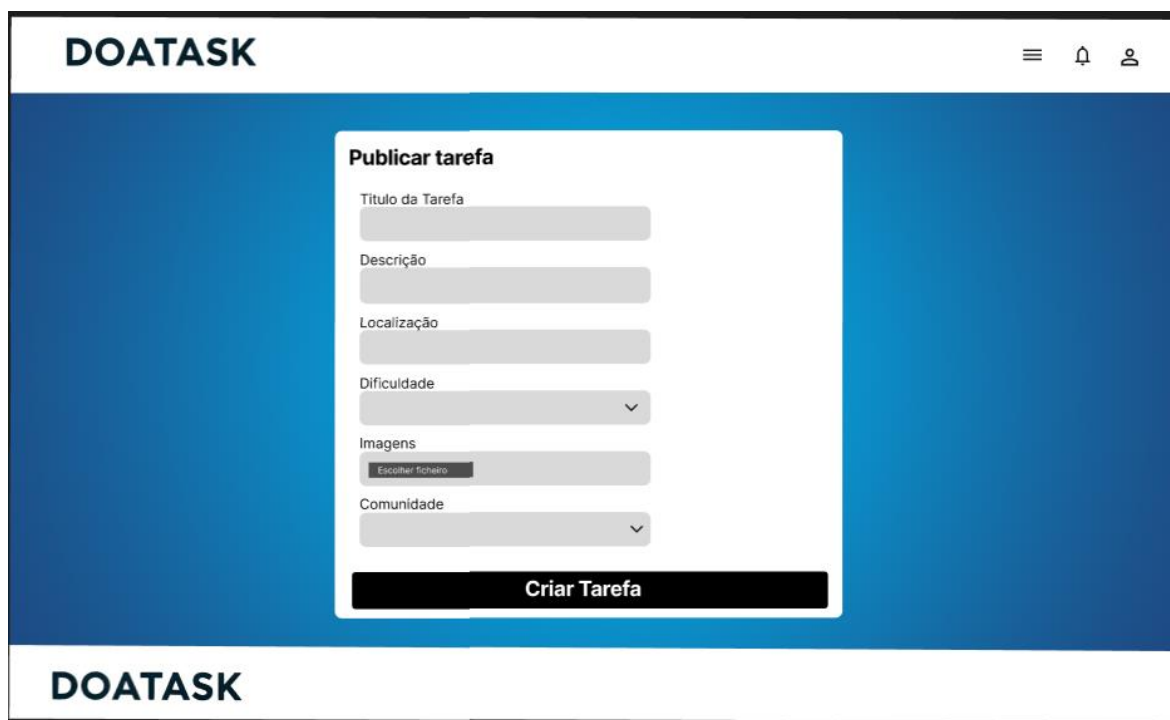 DOATASK
Publicar tarefa
Titulo da Tarefa
Descrição
Localização
Dificuldade
Imagens
Escolher ficheiro
Comunidade
Criar Tarefa
DOATASK